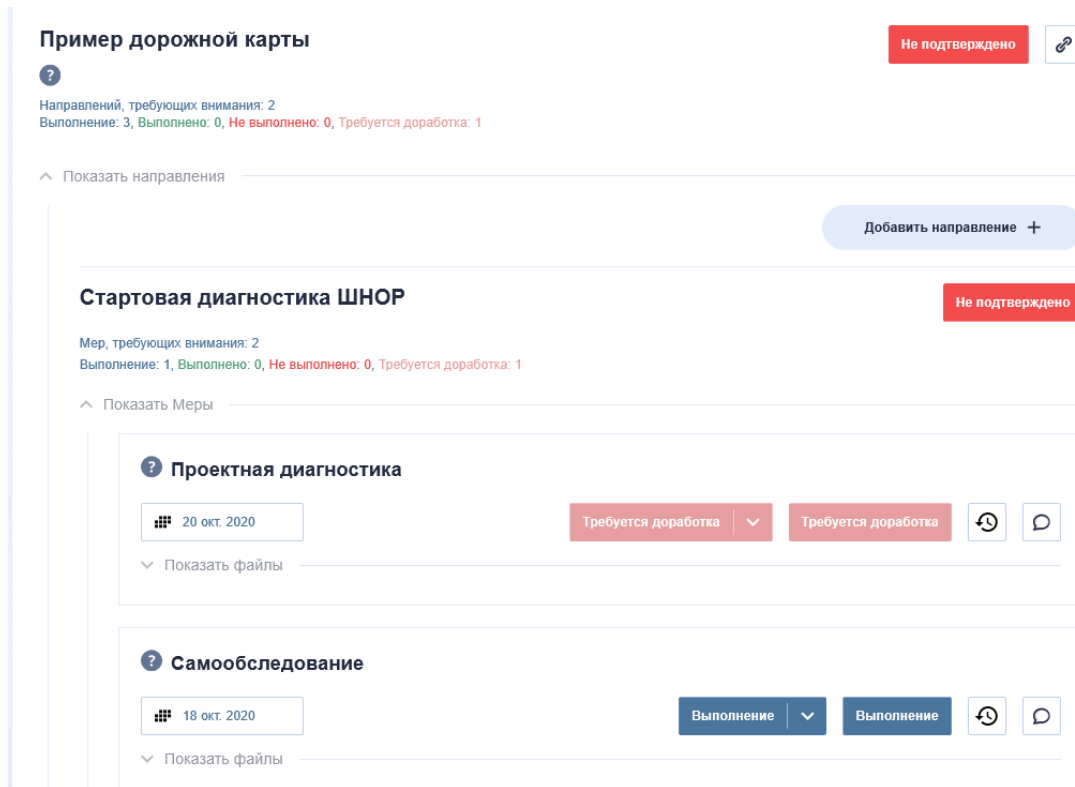 Пример дорожной карты
Не подтверждено
?
Направлений, требующих внимания: 2
Выполнение: 3, Выполнено: 0, Не выполнено: 0, Требуется доработка: 1
Показать направления
Добавить направление +
Стартовая диагностика ШНОР
Не подтверждено
Мер, требующих внимания: 2
Выполнение: 1, Выполнено: 0, Не выполнено: 0, Требуется доработка: 1
Показать Меры
? Проектная диагностика
20 окт. 2020 Требуется доработка Требуется доработка
Показать файлы
? Самообследование
18 окт. 2020 Выполнение Выполнение
Показать файлы